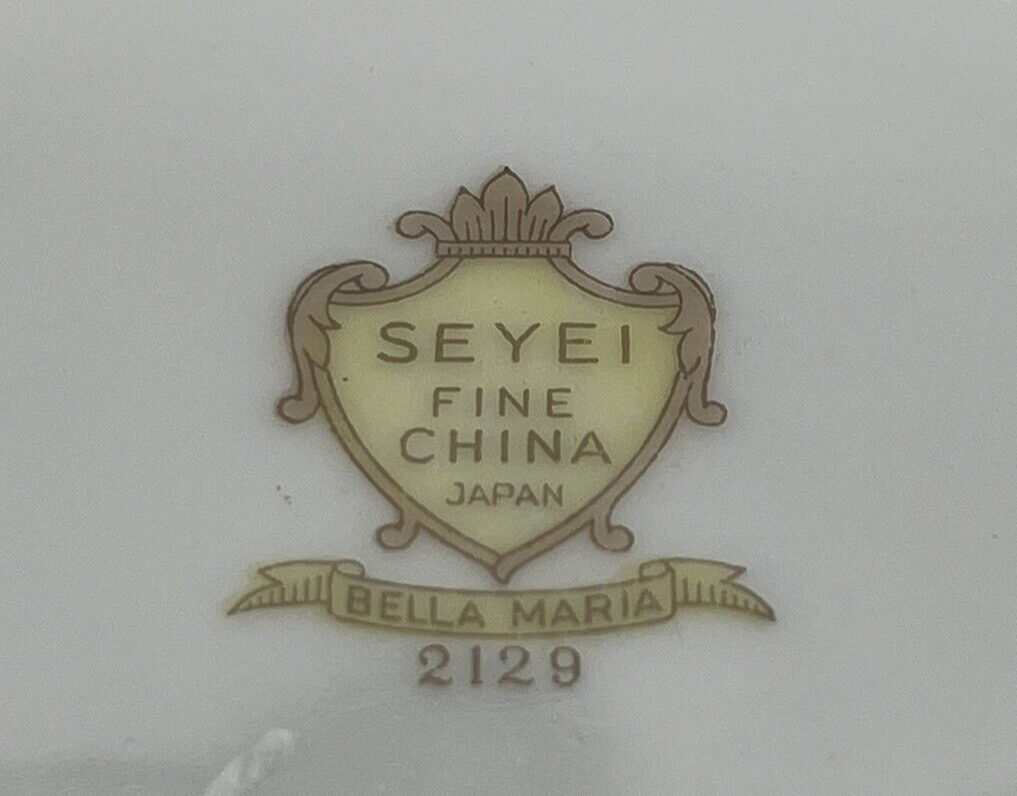 SEYEI
FINE
CHINA
JAPAN
BELLA MARIA
2129